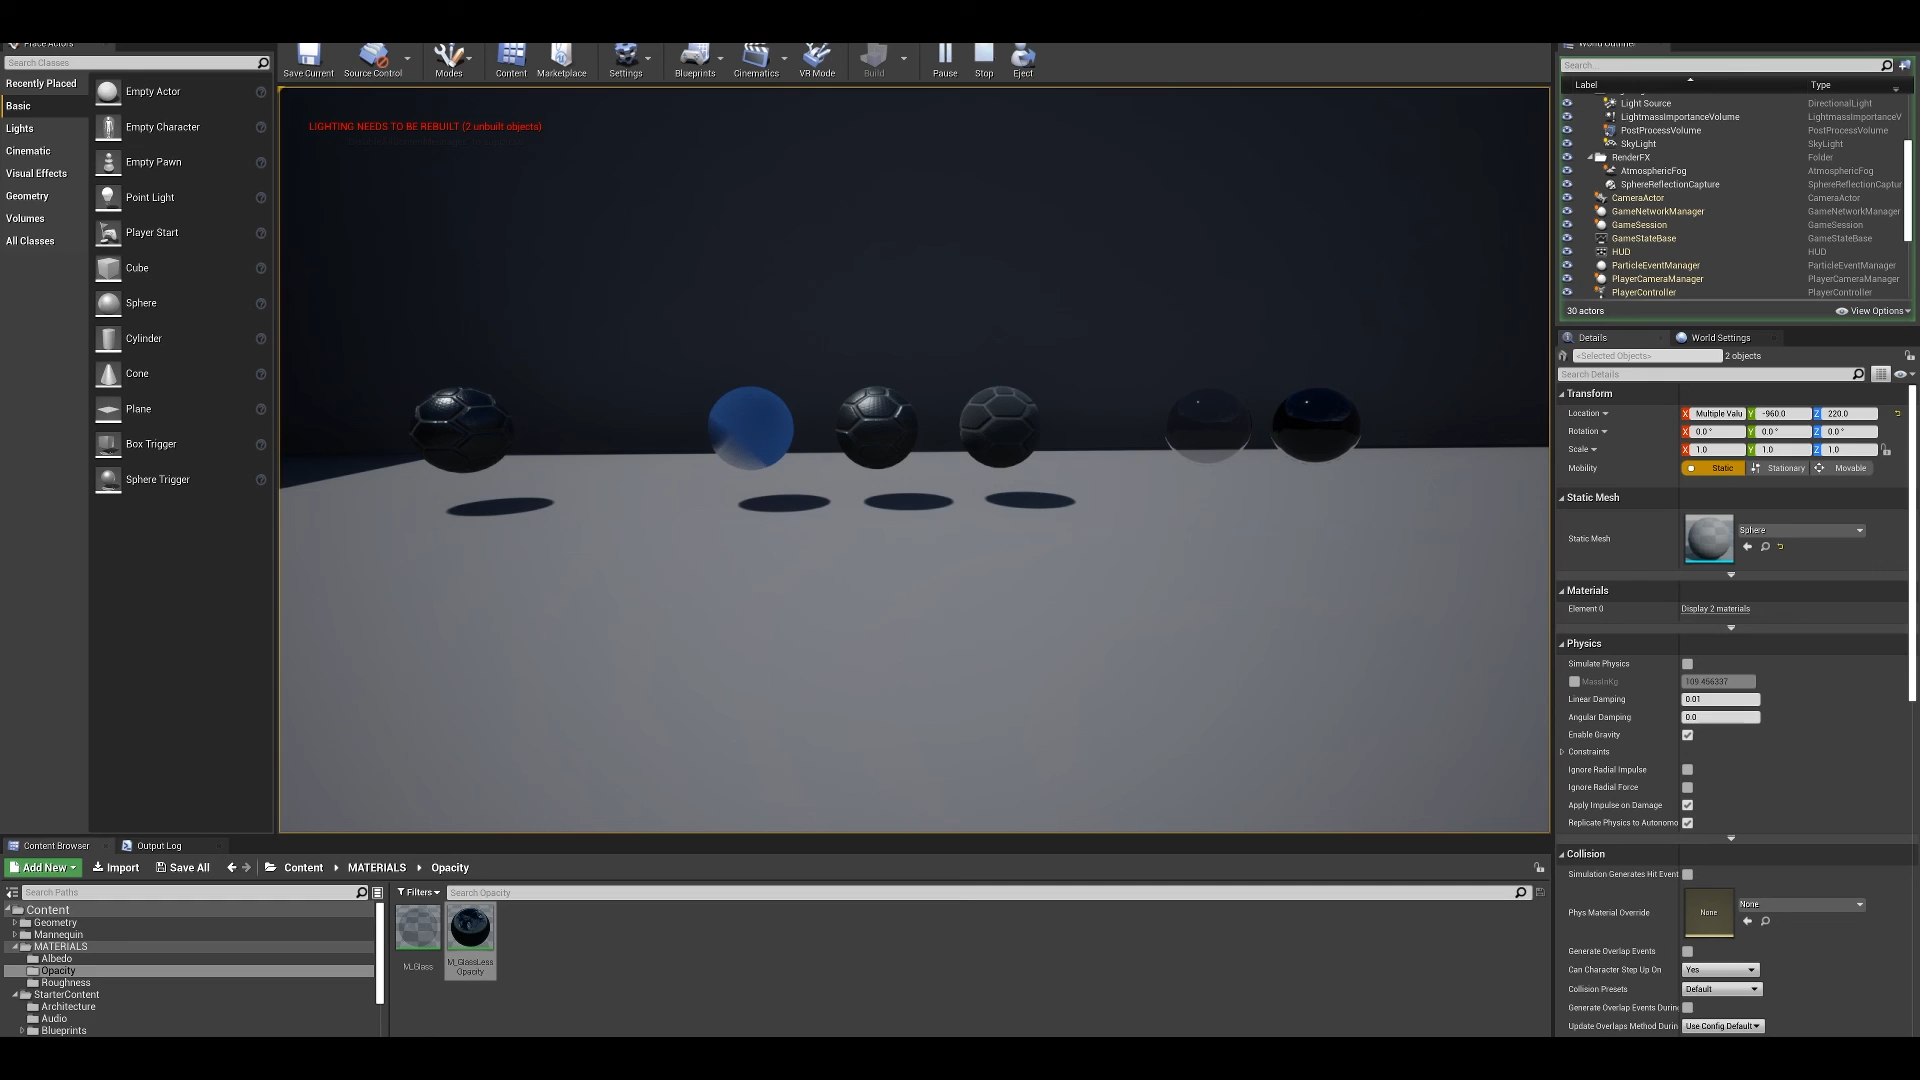 Place Actors
Search Classes
Recently Placed
Basic
Lights
Cinematic
Visual Effects
Geometry
Volumes
All Classes
Empty Actor
Empty Character
Empty Pawn
Point Light
Player Start
Cube
Sphere
Cylinder
Cone
Plane
Box Trigger
Sphere Trigger
Save Current
Source Control
Modes
Content
Marketplace
Settings
Blueprints
Cinematics
VR Mode
Build
Pause
Stop
Eject
LIGHTING NEEDS TO BE REBUILT (2 unbuilt objects)
World Outliner
Search...
Label Type
Light Source DirectionalLight
LightmassImportanceVolume LightmassImportanceV
PostProcessVolume PostProcessVolume
SkyLight SkyLight
RenderFX Folder
AtmosphericFog AtmosphericFog
SphereReflectionCapture SphereReflectionCaptur
CameraActor CameraActor
GameNetworkManager GameNetworkManager
GameSession GameSession
GameStateBase GameStateBase
HUD HUD
ParticleEventManager ParticleEventManager
PlayerCameraManager PlayerCameraManager
PlayerController PlayerController
30 actors View Options
Details World Settings
<Selected Objects> 2 objects
Search Details
Transform
Location X Multiple Valu Y -960.0 Z 220.0
Rotation X 0.0 ° Y 0.0 ° Z 0.0 °
Scale X 1.0 Y 1.0 Z 1.0
Mobility Static Stationary Movable
Static Mesh
Static Mesh Sphere
Materials
Element 0 Display 2 materials
Physics
Simulate Physics
MassInKg 109.456337
Linear Damping 0.01
Angular Damping 0.0
Enable Gravity
Constraints
Ignore Radial Impulse
Ignore Radial Force
Apply Impulse on Damage
Replicate Physics to Autonomo
Collision
Simulation Generates Hit Event
Phys Material Override None None
Generate Overlap Events
Can Character Step Up On Yes
Collision Presets Default
Generate Overlap Events Durin
Update Overlaps Method Durin Use Config Default
Content Browser Output Log
Add New Import Save All Content MATERIALS Opacity
Search Paths
Filters Search Opacity
Content
Geometry
Mannequin
MATERIALS
Albedo
Opacity
Roughness
StarterContent
Architecture
Audio
Blueprints
M_Glass
M_GlassLess
Opacity